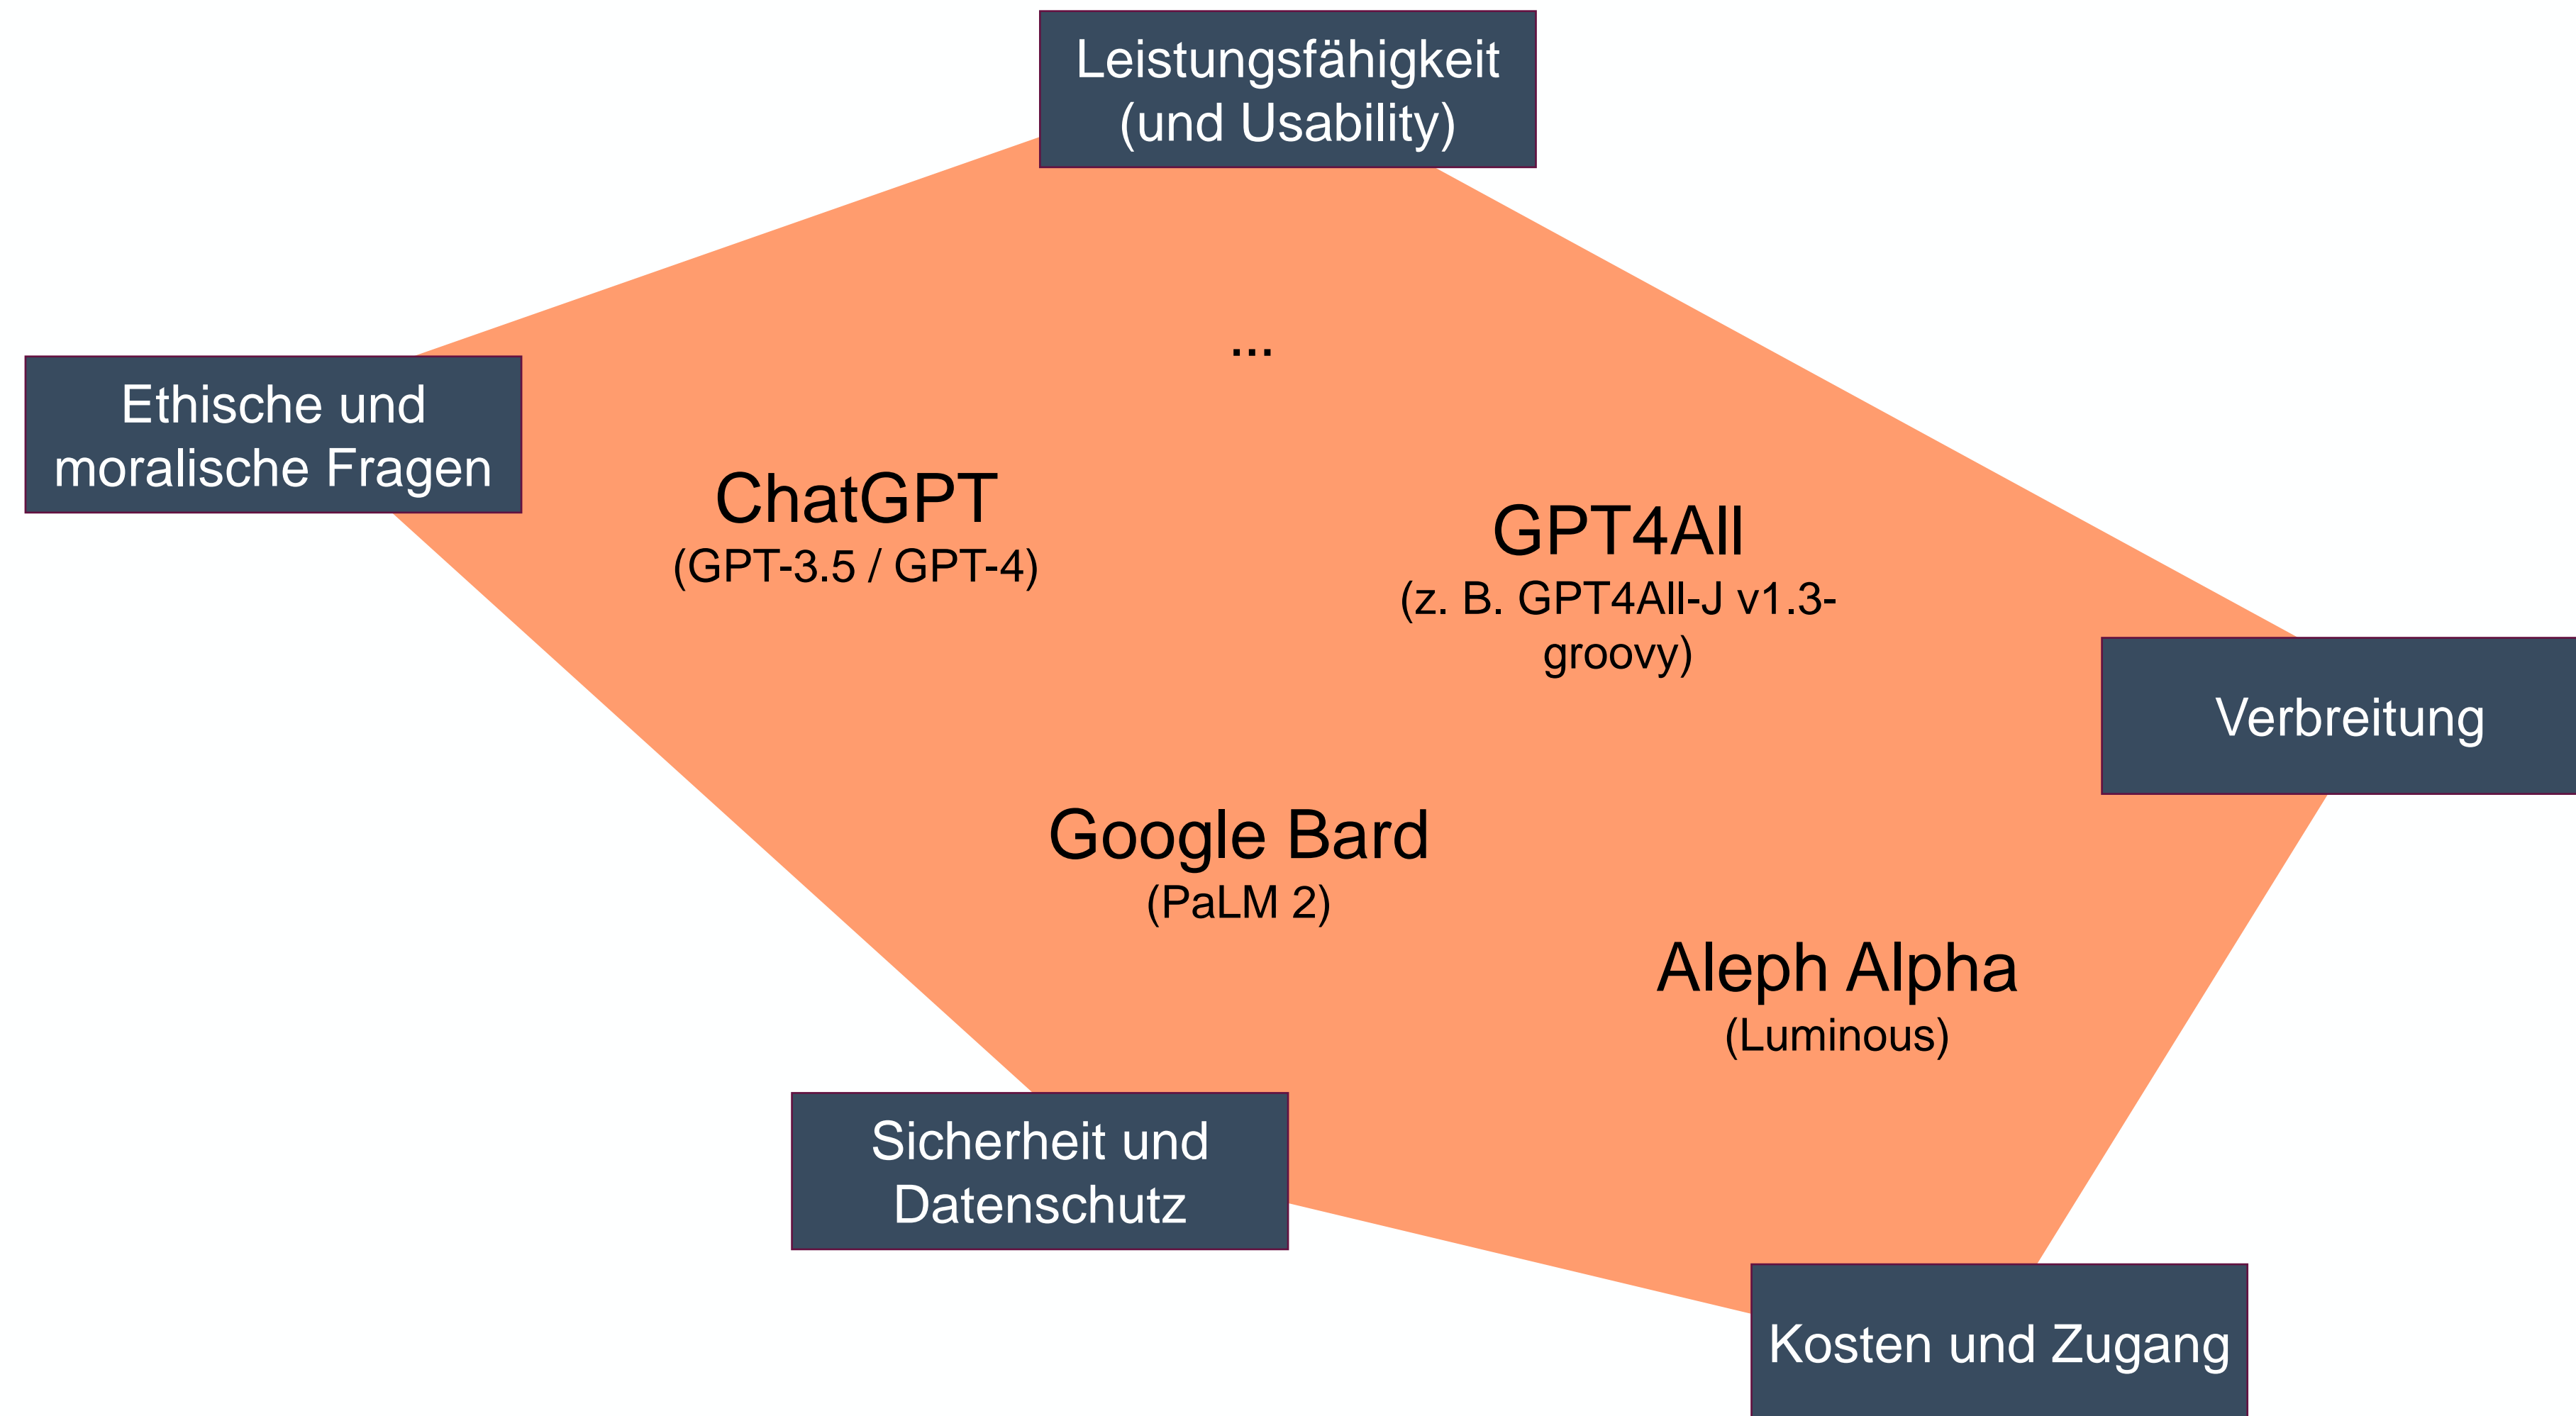 Leistungsfähigkeit
(und Usability)
...
Ethische und
moralische Fragen
ChatGPT
(GPT-3.5 / GPT-4)
GPT4All
(z. B. GPT4All-J v1.3-
groovy)
Verbreitung
Google Bard
(PaLM 2)
Aleph Alpha
(Luminous)
Sicherheit und
Datenschutz
Kosten und Zugang